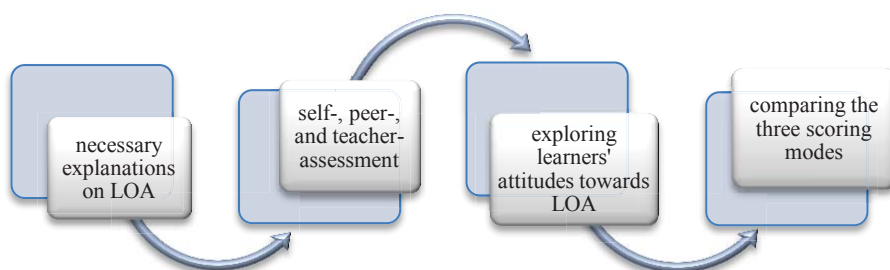 necessary
explanations
on LOA
self-, peer-,
and teacher-
assessment
exploring
learners'
attitudes towards
LOA
comparing the
three scoring
modes